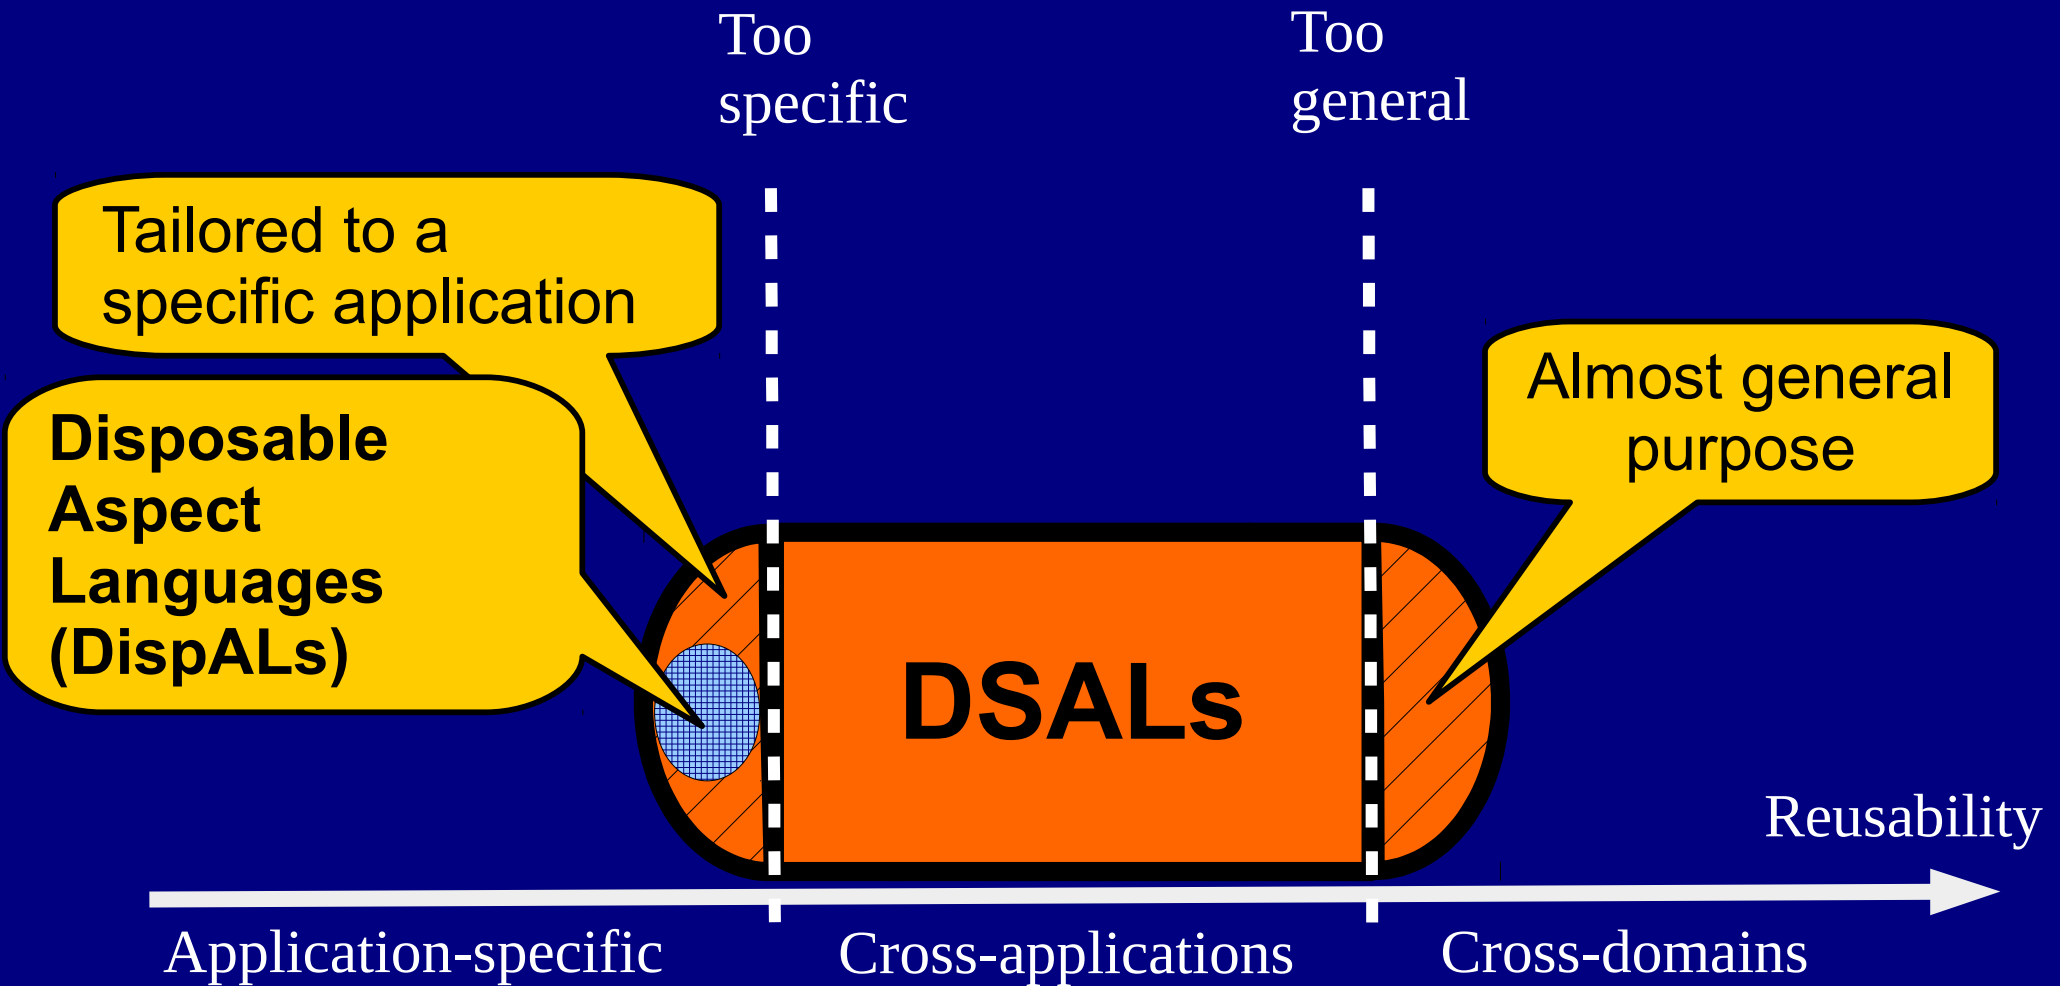 Too
specific
Too
general
Tailored to a
specific application
Almost general
purpose
Disposable
Aspect
Languages
(DispALs)
DSALs
Reusability
Application-specific
Cross-applications
Cross-domains